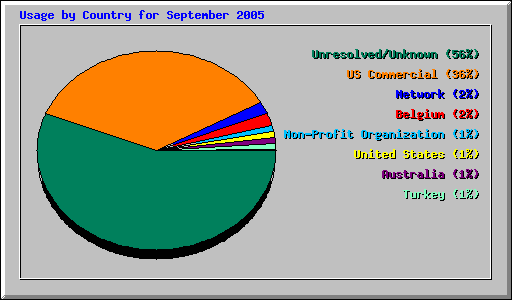 Usage by Country for September 2005
Unresolved/Unknown (56%)
US Commercial (36%)
Network (2%)
Belgium (2%)
Non-Profit Organization (1%)
United States (1%)
Australia (1%)
Turkey (1%)